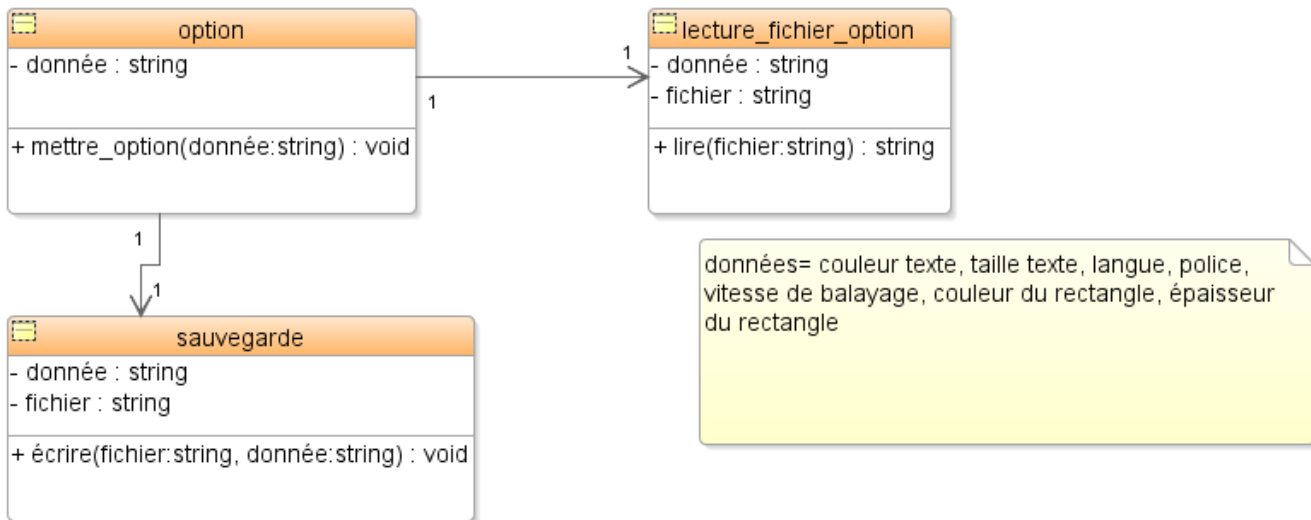 option
- donnée : string
+ mettre_option(donnée:string) : void
1
1
lecture_fichier_option
- donnée : string
- fichier : string
+ lire(fichier:string) : string
1
1
sauvegarde
- donnée : string
- fichier : string
+ écrire(fichier:string, donnée:string) : void
données= couleur texte, taille texte, langue, police,
vitesse de balayage, couleur du rectangle, épaisseur
du rectangle